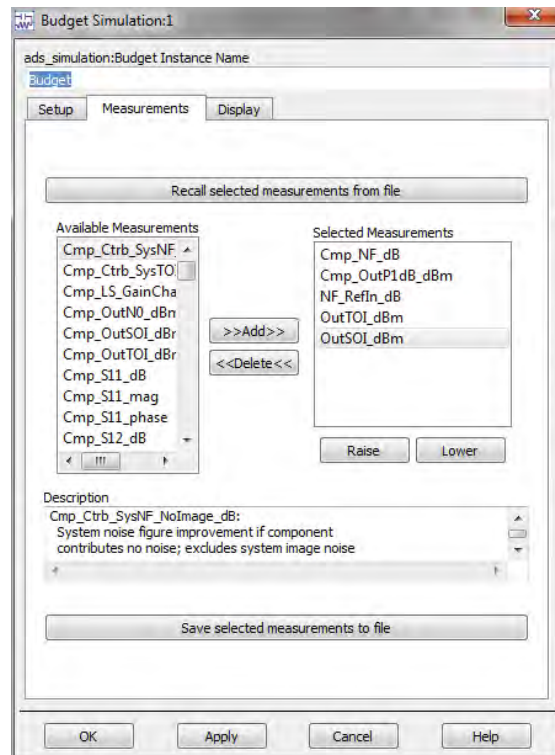 Budget Simulation:1
ads_simulation:Budget Instance Name
Budget
Setup Measurements Display
Recall selected measurements from file
Available Measurements
Cmp_Ctrb_SysNF_
Cmp_Ctrb_SysTO
Cmp_LS_GainCha
Cmp_OutN0_dBm
Cmp_OutSOI_dBr
Cmp_OutTOI_dBr
Cmp_S11_dB
Cmp_S11_mag
Cmp_S11_phase
Cmp_S12_dB
>>Add>>
<<Delete<<
Selected Measurements
Cmp_NF_dB
Cmp_OutP1dB_dBm
NF_RefIn_dB
OutTOI_dBm
OutSOI_dBm
Raise Lower
Description
Cmp_Ctrb_SysNF_NoImage_dB:
System noise figure improvement if component
contributes no noise; excludes system image noise
Save selected measurements to file
OK Apply Cancel Help